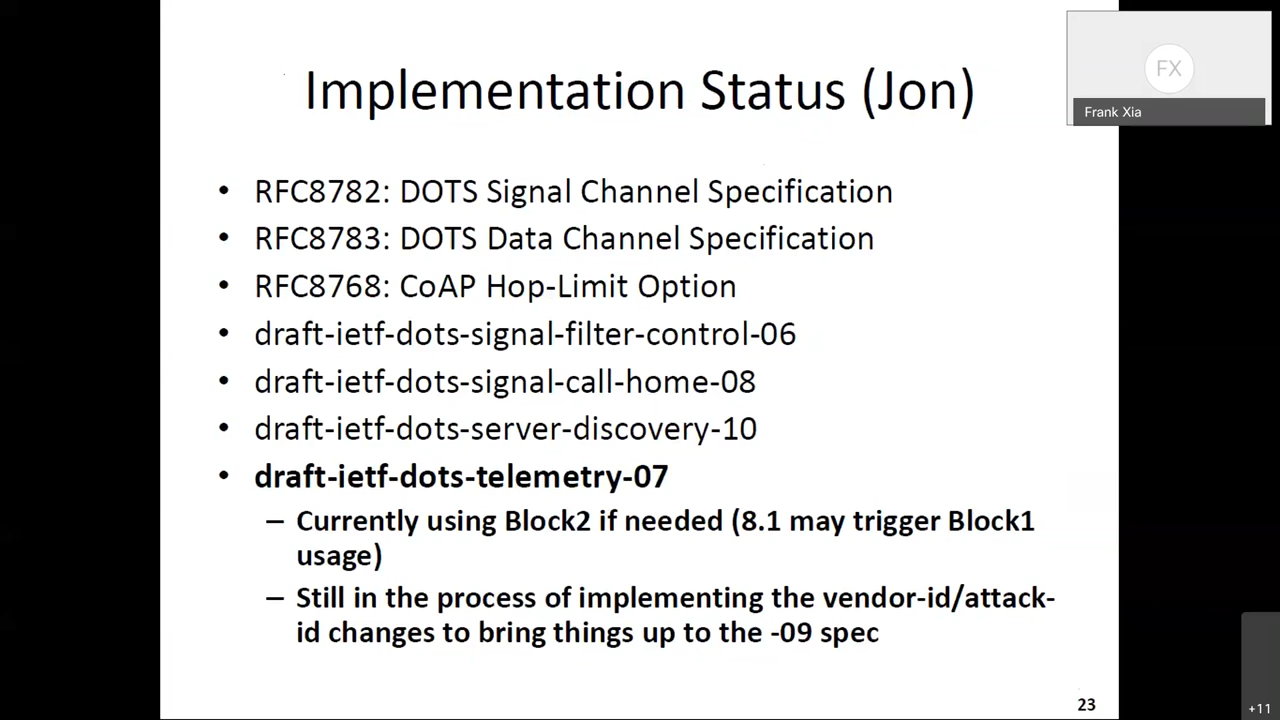 Implementation Status (Jon)
FX
Frank Xia
• RFC8782: DOTS Signal Channel Specification
• RFC8783: DOTS Data Channel Specification
• RFC8768: CoAP Hop-Limit Option
• draft-ietf-dots-signal-filter-control-06
• draft-ietf-dots-signal-call-home-08
• draft-ietf-dots-server-discovery-10
• draft-ietf-dots-telemetry-07
– Currently using Block2 if needed (8.1 may trigger Block1
usage)
– Still in the process of implementing the vendor-id/attack-
id changes to bring things up to the -09 spec
23
+11